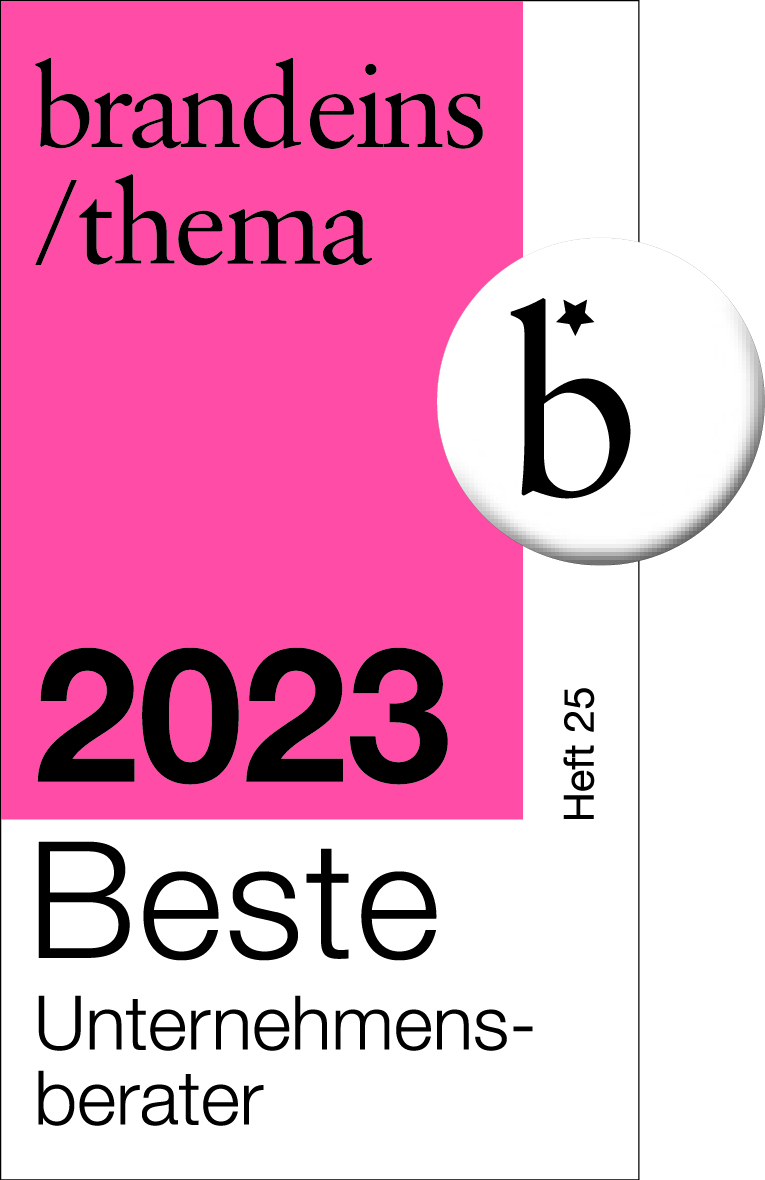 brandeins
/thema
b
2023
Heft 25
Beste
Unternehmens-
berater